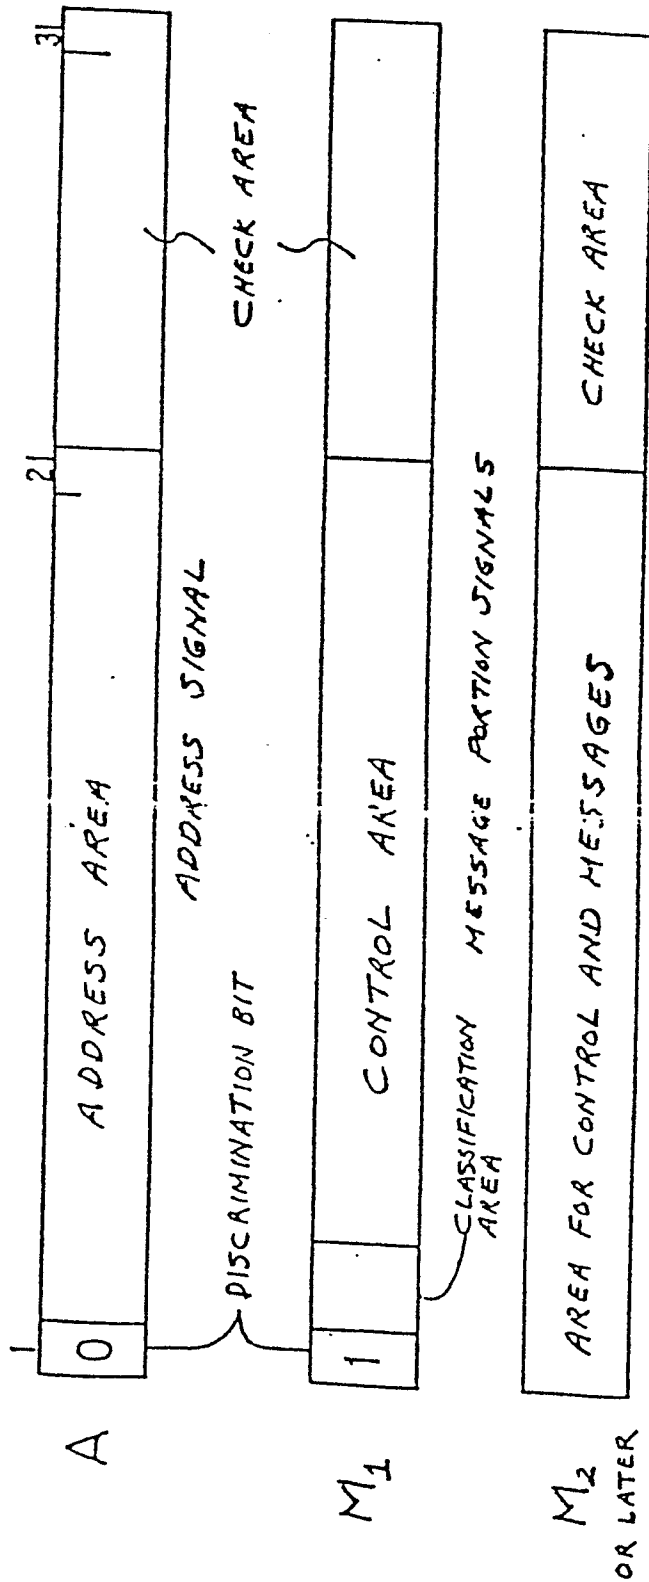 1
21
31
A
0
ADDRESS AREA
ADDRESS SIGNAL
DISCRIMINATION BIT
CHECK AREA
M1
1
CONTROL AREA
CLASSIFICATION
AREA
MESSAGE PORTION SIGNALS
M2
OR LATER
AREA FOR CONTROL AND MESSAGES
CHECK AREA